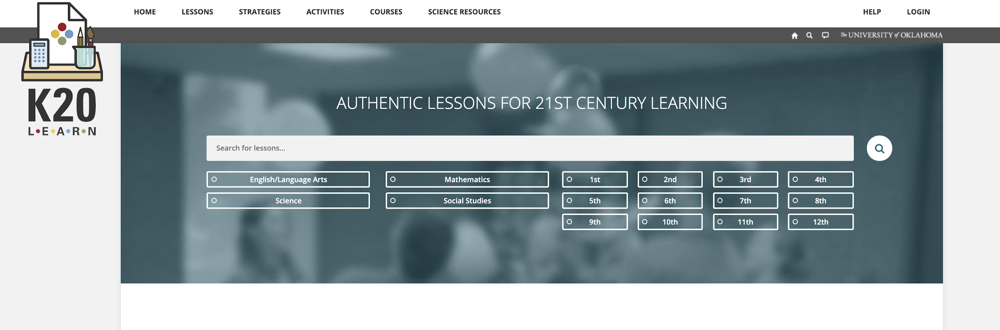 HOME LESSONS STRATEGIES ACTIVITIES COURSES SCIENCE RESOURCES HELP LOGIN
The UNIVERSITY of OKLAHOMA
K20
L•E•A•R•N
AUTHENTIC LESSONS FOR 21ST CENTURY LEARNING
Search for lessons...
English/Language Arts Mathematics 1st 2nd 3rd 4th
Science Social Studies 5th 6th 7th 8th
9th 10th 11th 12th